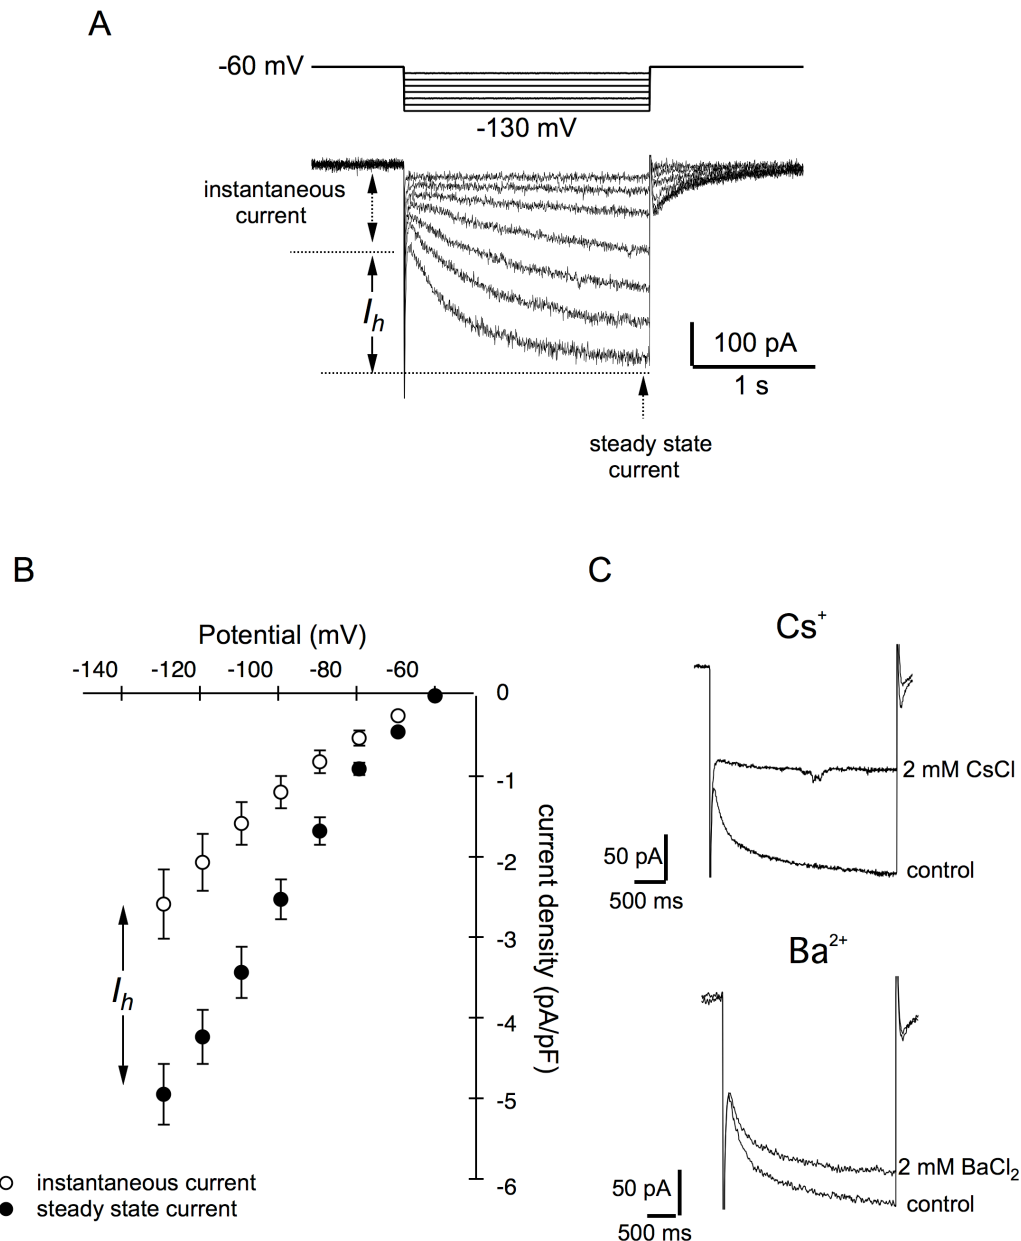 A
-60 mV
-130 mV
instantaneous
current
I_h
100 pA
1 s
steady state
current
B
Potential (mV)
-140 -120 -100 -80 -60
0
-1
-2
-3
-4
-5
-6
current density (pA/pF)
I_h
instantaneous current
steady state current
C
Cs⁺
2 mM CsCl
50 pA
control
500 ms
Ba²⁺
2 mM BaCl₂
50 pA
control
500 ms